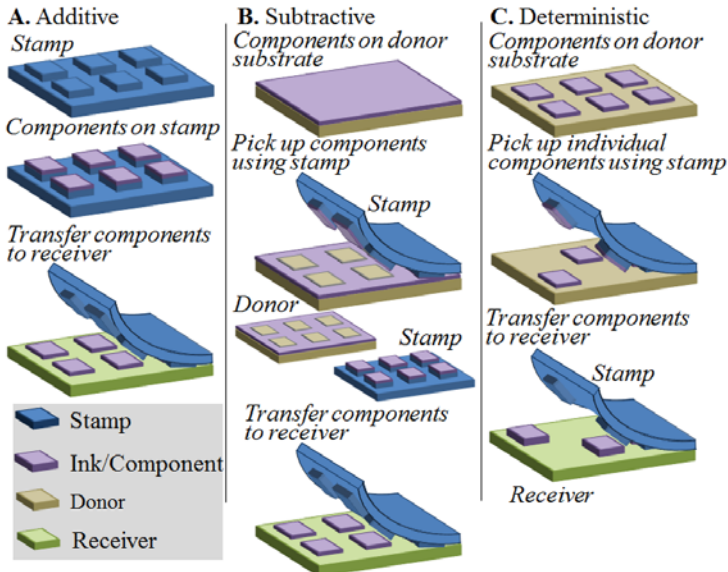 A. Additive
Stamp
Components on stamp
Transfer components
to receiver
Stamp
Ink/Component
Donor
Receiver
B. Subtractive
Components on donor
substrate
Pick up components
using stamp
Stamp
Donor
Stamp
Transfer components
to receiver
C. Deterministic
Components on donor
substrate
Pick up individual
components using stamp
Transfer components
to receiver
Stamp
Receiver